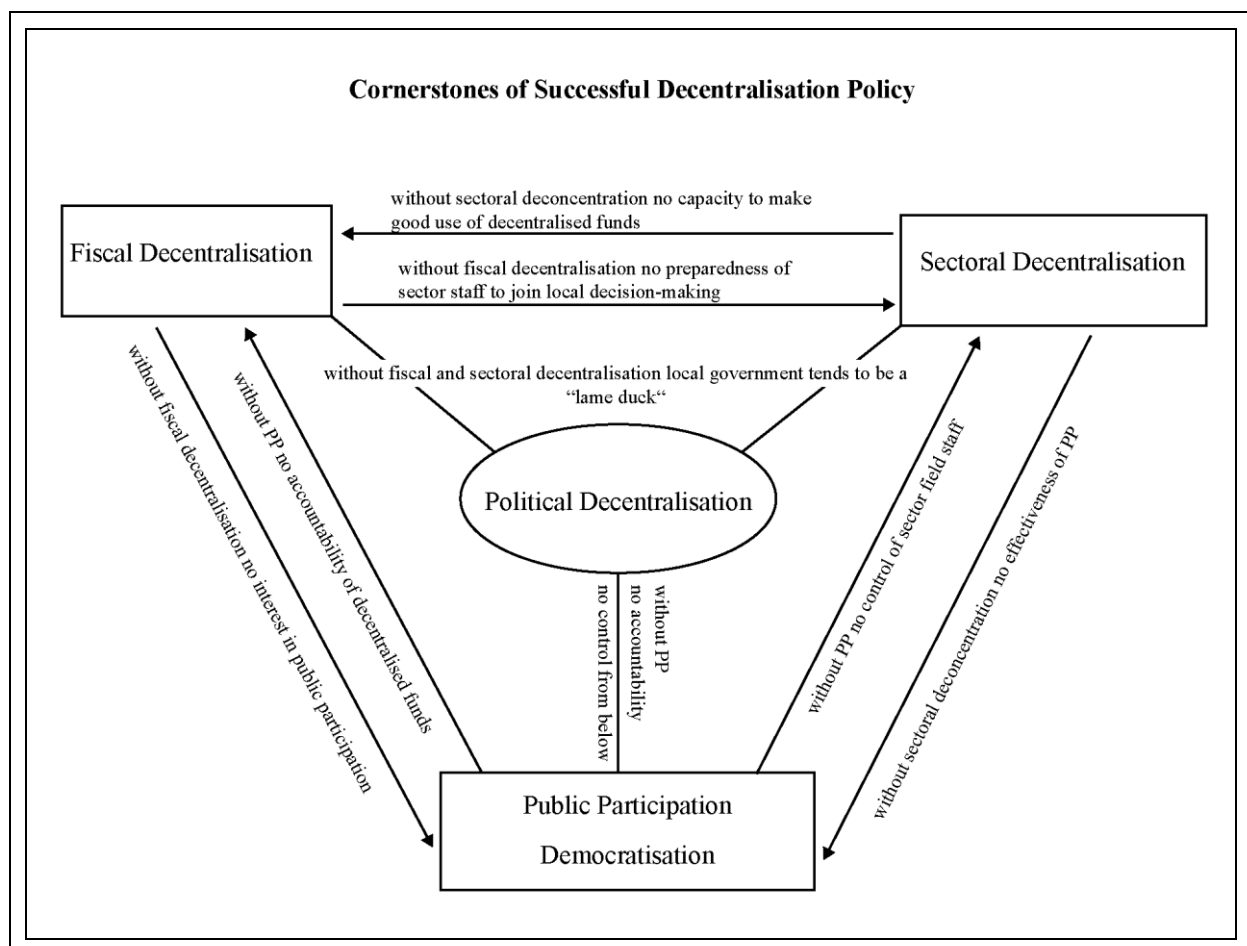 Cornerstones of Successful Decentralisation Policy
without sectoral deconcentration no capacity to make
good use of decentralised funds
Fiscal Decentralisation
Sectoral Decentralisation
without fiscal decentralisation no preparedness of
sector staff to join local decision-making
without fiscal and sectoral decentralisation local government tends to be a
“lame duck“
without fiscal decentralisation no interest in public participation
without PP no accountability of decentralised funds
Political Decentralisation
without PP
no accountability
no control from below
without PP no control of sector field staff
without sectoral deconcentration no effectiveness of PP
Public Participation
Democratisation